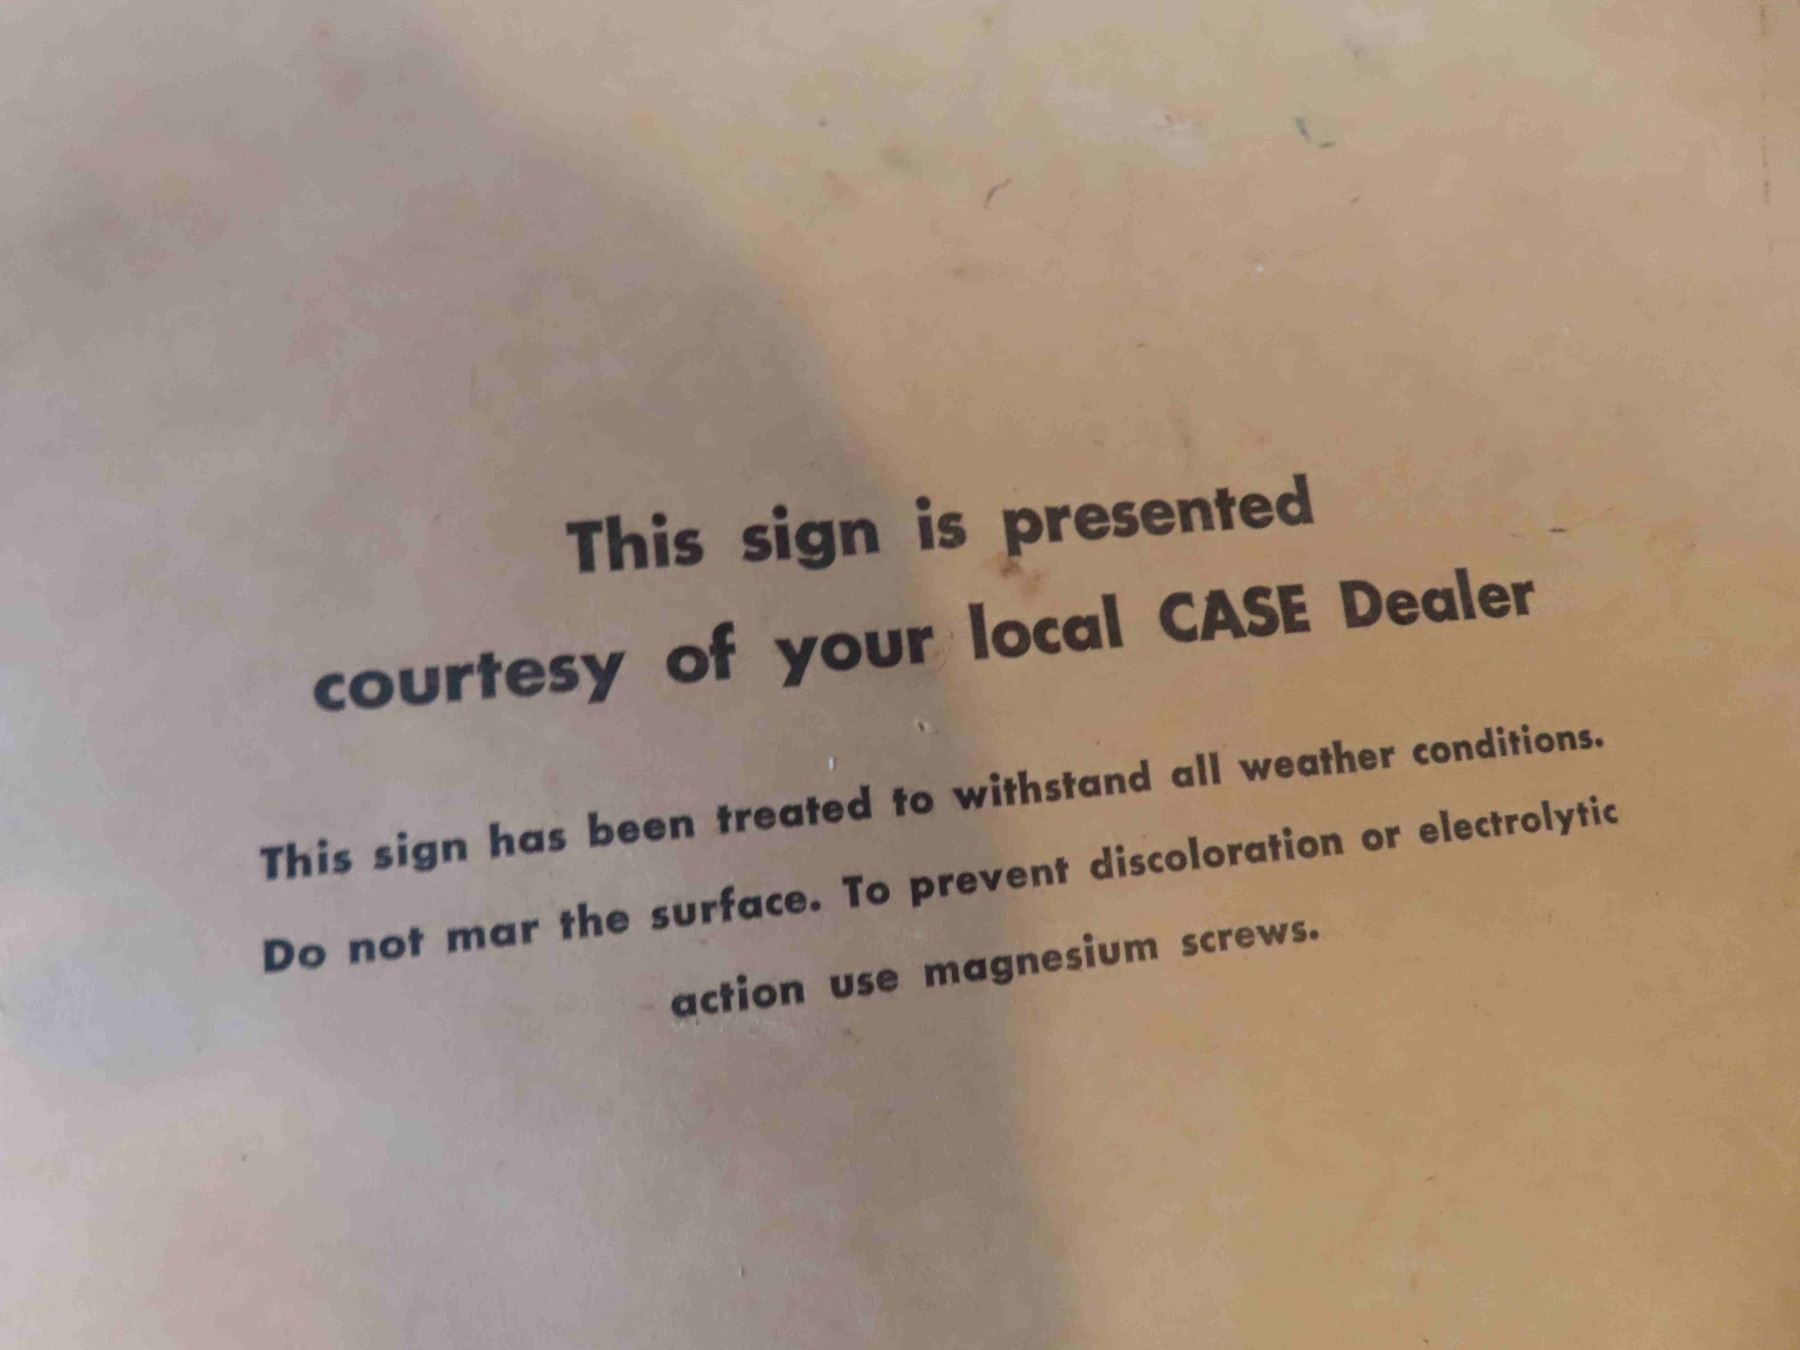 This sign is presented
courtesy of your local CASE Dealer
This sign has been treated to withstand all weather conditions.
Do not mar the surface. To prevent discoloration or electrolytic
action use magnesium screws.